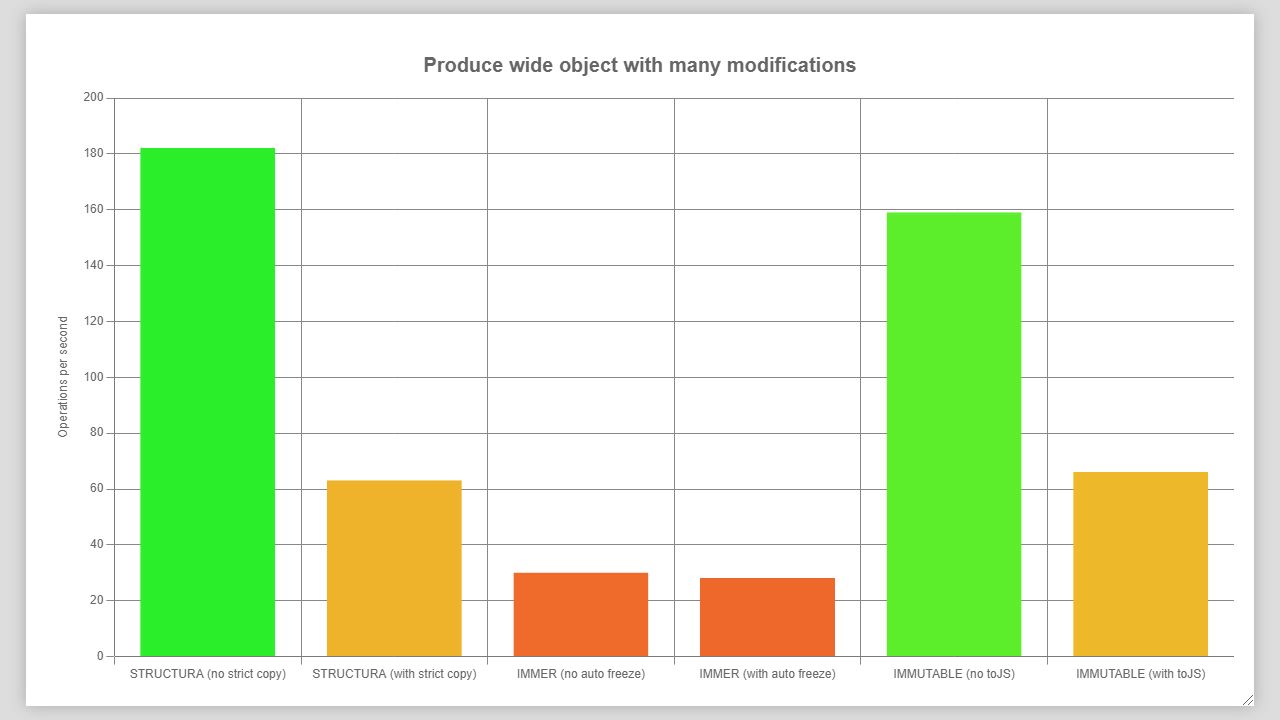 Produce wide object with many modifications
200
180
160
140
120
100
80
60
40
20
0
Operations per second
STRUCTURA (no strict copy)
STRUCTURA (with strict copy)
IMMER (no auto freeze)
IMMER (with auto freeze)
IMMUTABLE (no toJS)
IMMUTABLE (with toJS)